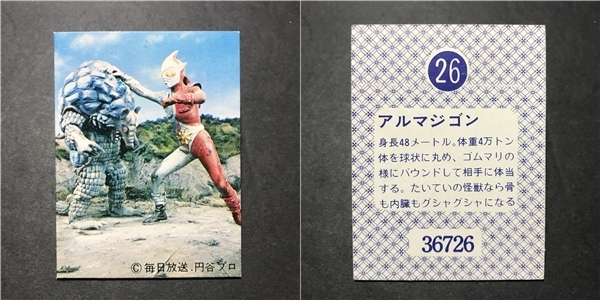 ©毎日放送.円谷プロ
26
アルマジゴン
身長48メートル。体重4万トン
体を球状に丸め、ゴムマリの
様にバウンドして相手に体当
する。たいていの怪獣なら骨
も内臓もグシャグシャになる
36726